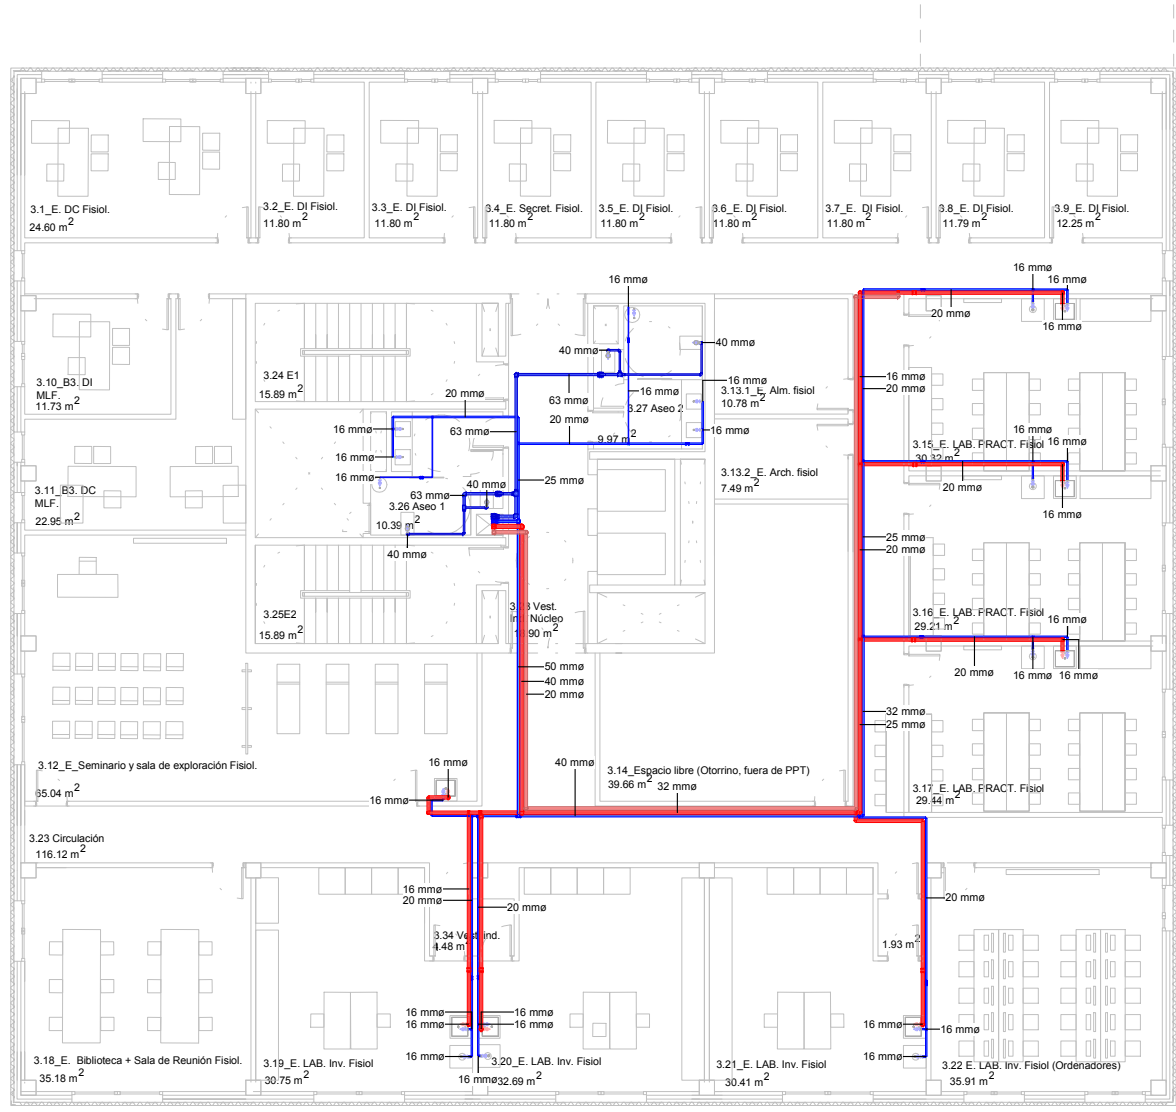 3.1_E. DC Fisiol.
24.60 m2
3.2_E. DI Fisiol.
11.80 m2
3.3_E. DI Fisiol.
11.80 m2
3.4_E. Secret. Fisiol.
11.80 m2
3.5_E. DI Fisiol.
11.80 m2
3.6_E. DI Fisiol.
11.80 m2
3.7_E. DI Fisiol.
11.80 m2
3.8_E. DI Fisiol.
11.79 m2
3.9_E. DI Fisiol.
12.25 m2
16 mmø
16 mmø
16 mmø
20 mmø
16 mmø
40 mmø
40 mmø
3.10_B3. DI
MLF.
11.73 m2
3.24 E1
15.89 m2
20 mmø
63 mmø
16 mmø
16 mmø
3.13.1_E. Alm. fisiol
10.78 m2
16 mmø
20 mmø
20 mmø
3.27 Aseo 2
9.97 m2
16 mmø
16 mmø
63 mmø
16 mmø
16 mmø
16 mmø
16 mmø
3.15_E. LAB. PRACT. Fisiol
30.32 m2
3.11_B3. DC
MLF.
22.95 m2
3.13.2_E. Arch. fisiol
7.49 m2
25 mmø
40 mmø
63 mmø
20 mmø
16 mmø
3.26 Aseo 1
10.39 m2
40 mmø
25 mmø
20 mmø
3.25E2
15.89 m2
3.28 Vest.
Ind. Núcleo
m2
3.16_E. LAB. PRACT. Fisiol
29.21 m2
16 mmø
50 mmø
40 mmø
20 mmø
20 mmø
16 mmø
16 mmø
32 mmø
25 mmø
3.12_E_Seminario y sala de exploración Fisiol.
65.04 m2
16 mmø
16 mmø
40 mmø
3.14_Espacio libre (Otorrino, fuera de PPT)
39.66 m2
32 mmø
3.17_E. LAB. PRACT. Fisiol
29.44 m2
3.23 Circulación
116.12 m2
16 mmø
20 mmø
20 mmø
20 mmø
3.34 Vest. ind.
4.48 m2
1.93 m2
16 mmø
16 mmø
16 mmø
16 mmø
16 mmø
16 mmø
16 mmø
16 mmø
16 mmø
3.18_E. Biblioteca + Sala de Reunión Fisiol.
35.18 m2
3.19_E. LAB. Inv. Fisiol
30.75 m2
3.20_E. LAB. Inv. Fisiol
32.69 m2
3.21_E. LAB. Inv. Fisiol
30.41 m2
3.22 E. LAB. Inv. Fisiol (Ordenadores)
35.91 m2